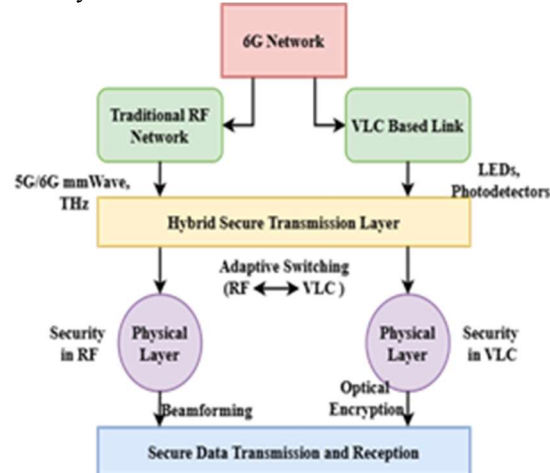 6G Network
Traditional RF
Network
VLC Based Link
5G/6G mmWave,
THz
LEDs,
Photodetectors
Hybrid Secure Transmission Layer
Adaptive Switching
(RF ⟷ VLC )
Security
in RF
Physical
Layer
Physical
Layer
Security
in VLC
Beamforming
Optical
Encryption
Secure Data Transmission and Reception